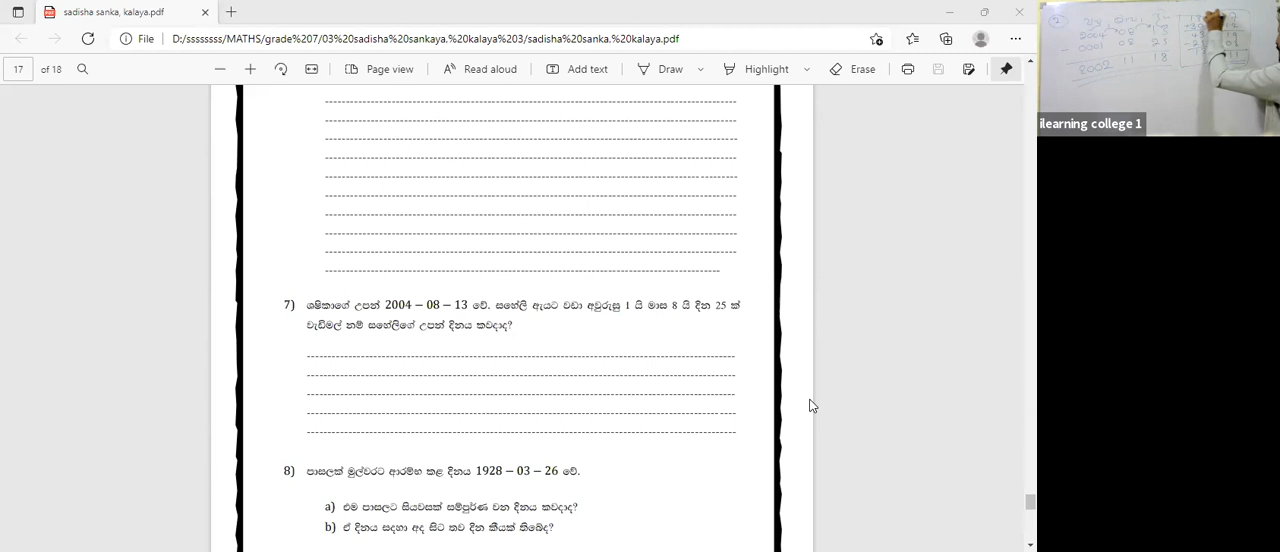 sadisha sanka, kalaya.pdf
File D:/ssssssss/MATHS/grade%207/03%20sadisha%20sankaya.%20kalaya%203/sadisha%20sanka.%20kalaya.pdf
17 of 18 Page view Read aloud Add text Draw Highlight Erase
ilearning college 1
7) ශෂිකාගේ උපන් 2004 – 08 – 13 වේ. සහේලි ඇයට වඩා අවුරුසු 1 යි මාස 8 යි දින 25 ක්
වැඩිමල් නම් සහේලිගේ උපන් දිනය කවදාද?
8) පාසලක් මුල්වරට ආරම්භ කළ දිනය 1928 – 03 – 26 වේ.
a) එම පාසලට සියවසක් සම්පුර්ණ වන දිනය කවදාද?
b) ඒ දිනය සදහා අද සිට තව දින කීයක් තිබේද?